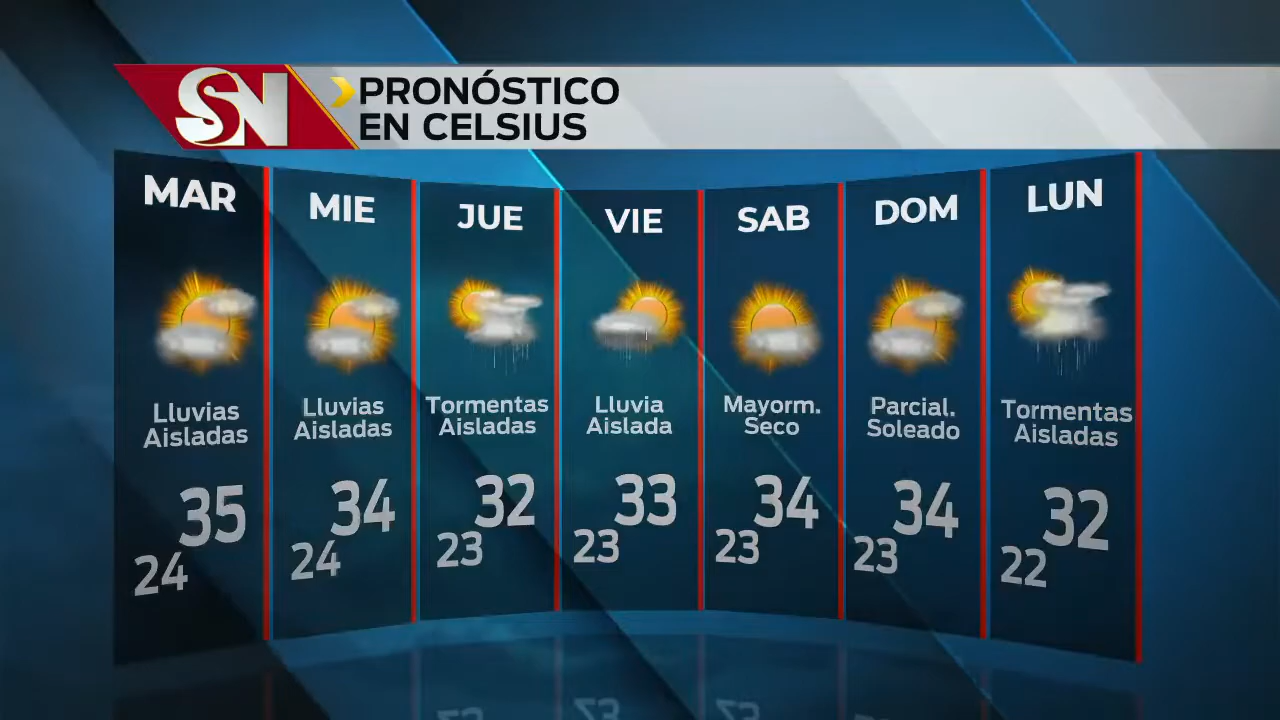 SN
PRONÓSTICO
EN CELSIUS
MAR
Lluvias
Aisladas
35
24
MIE
Lluvias
Aisladas
34
24
JUE
Tormentas
Aisladas
32
23
VIE
Lluvia
Aislada
33
23
SAB
Mayorm.
Seco
34
23
DOM
Parcial.
Soleado
34
23
LUN
Tormentas
Aisladas
32
22